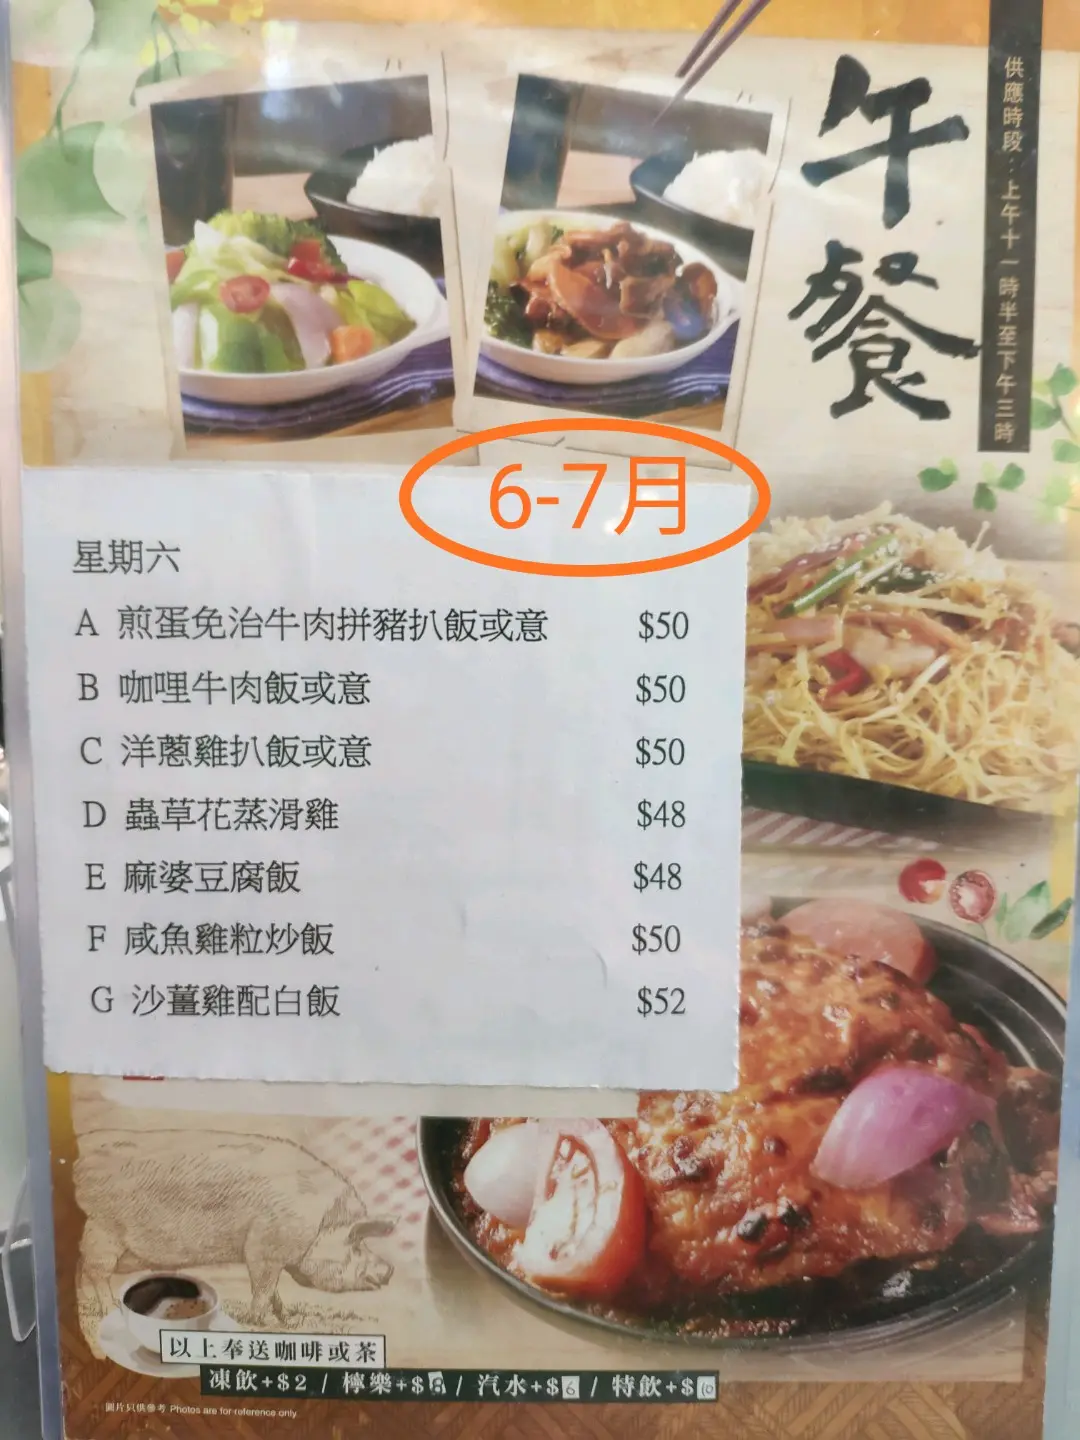 午餐
供應時段：上午十一時半至下午三時
6-7月
星期六
A 煎蛋免治牛肉拼豬扒飯或意 $50
B 咖哩牛肉飯或意 $50
C 洋蔥雞扒飯或意 $50
D 蟲草花蒸滑雞 $48
E 麻婆豆腐飯 $48
F 咸魚雞粒炒飯 $50
G 沙薑雞配白飯 $52
以上奉送咖啡或茶
凍飲+$2 / 檸樂+$8 / 汽水+$6 / 特飲+$10
圖片只供參考 Photos are for reference only